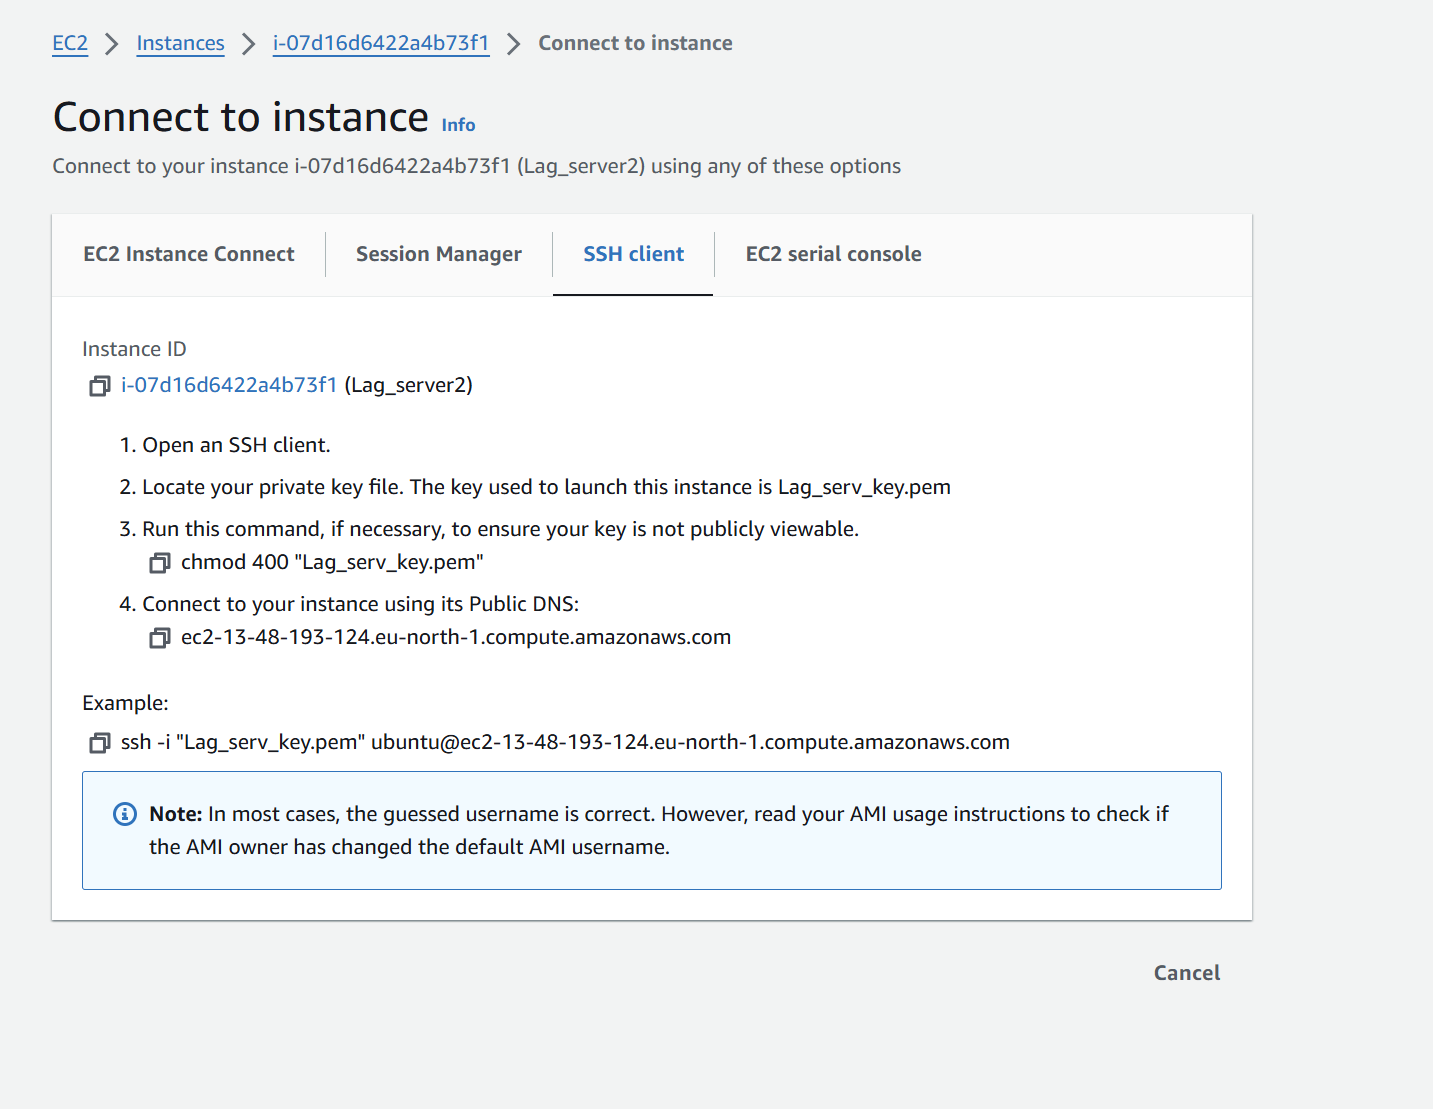 EC2 > Instances > i-07d16d6422a4b73f1 > Connect to instance
Connect to instance Info
Connect to your instance i-07d16d6422a4b73f1 (Lag_server2) using any of these options
EC2 Instance Connect Session Manager SSH client EC2 serial console
Instance ID
i-07d16d6422a4b73f1 (Lag_server2)
1. Open an SSH client.
2. Locate your private key file. The key used to launch this instance is Lag_serv_key.pem
3. Run this command, if necessary, to ensure your key is not publicly viewable.
chmod 400 "Lag_serv_key.pem"
4. Connect to your instance using its Public DNS:
ec2-13-48-193-124.eu-north-1.compute.amazonaws.com
Example:
ssh -i "Lag_serv_key.pem" ubuntu@ec2-13-48-193-124.eu-north-1.compute.amazonaws.com
Note: In most cases, the guessed username is correct. However, read your AMI usage instructions to check if
the AMI owner has changed the default AMI username.
Cancel